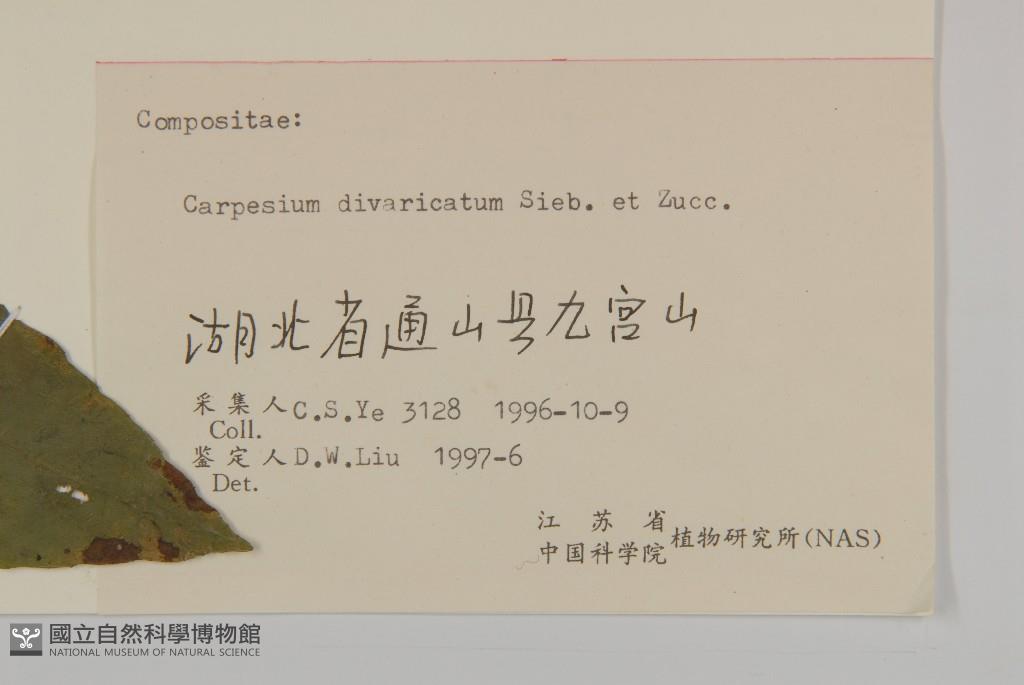 Compositae:
Carpesium divaricatum Sieb. et Zucc.
湖北省通山县九宫山
采集人 C.S.Ye 3128 1996-10-9
Coll.
鉴定人 D.W.Liu 1997-6
Det.
江苏省
中国科学院 植物研究所(NAS)
國立自然科學博物館
NATIONAL MUSEUM OF NATURAL SCIENCE